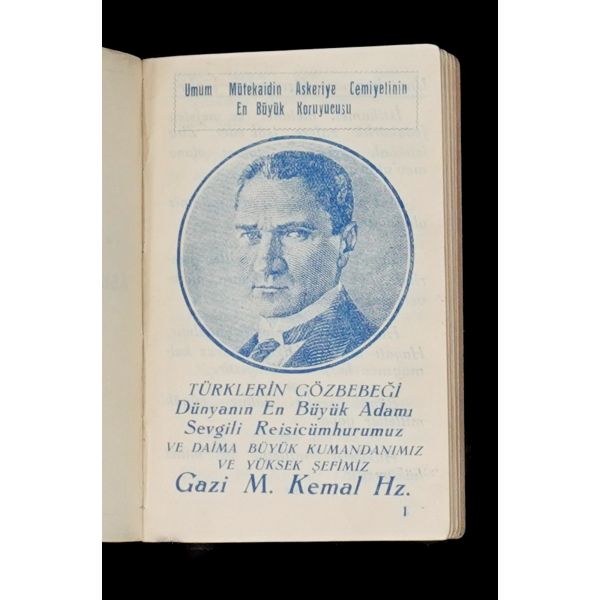 Umum Mütekaidin Askeriye Cemiyetinin
En Büyük Koruyucusu
TÜRKLERİN GÖZBEBEĞİ
Dünyanın En Büyük Adamı
Sevgili Reisicümhurumuz
VE DAİMA BÜYÜK KUMANDANIMIZ
VE YÜKSEK ŞEFİMİZ
Gazi M. Kemal Hz.
1